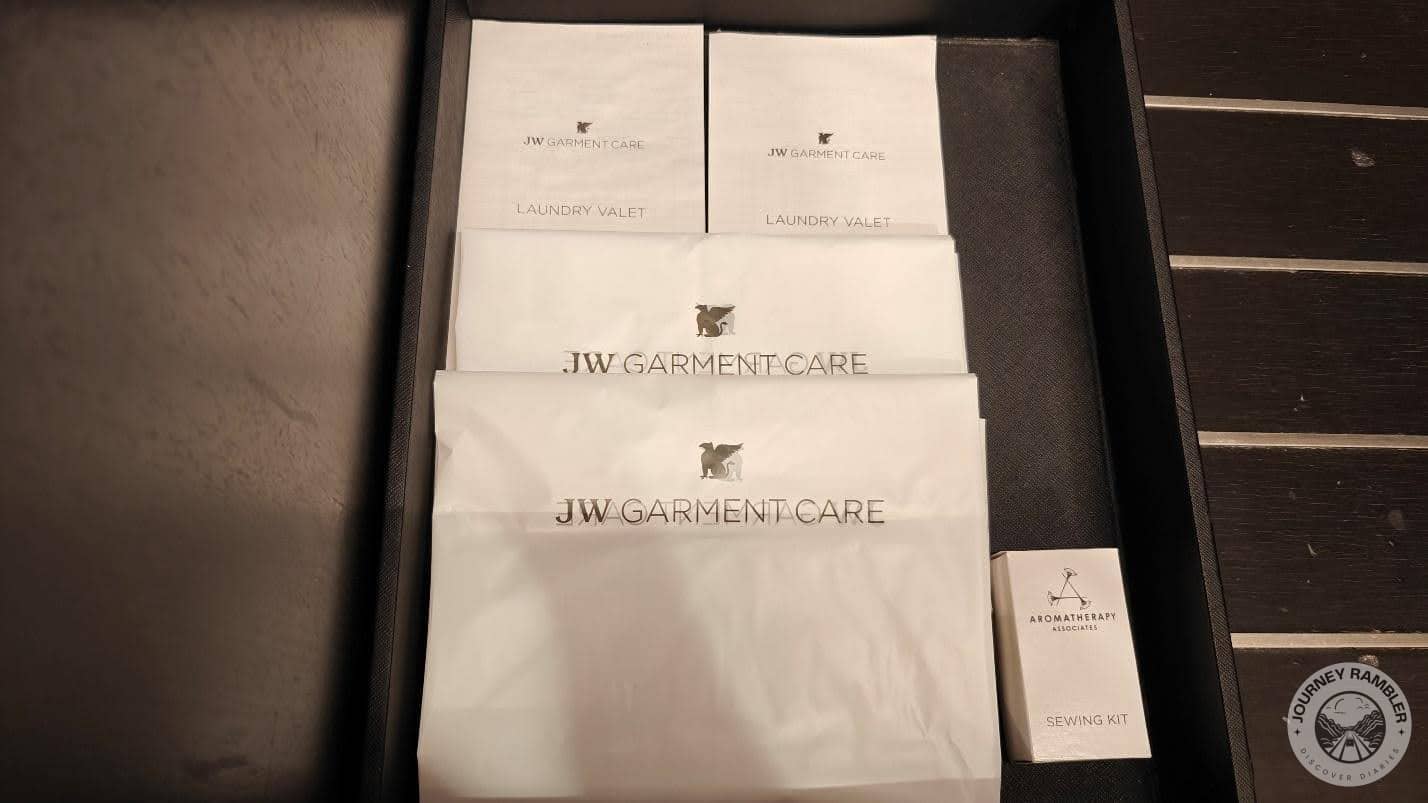 JW GARMENT CARE
LAUNDRY VALET
JW GARMENT CARE
LAUNDRY VALET
JW GARMENT CARE
JW GARMENT CARE
AROMATHERAPY
ASSOCIATES
SEWING KIT
JOURNEY RAMBLER
DISCOVER DIARIES